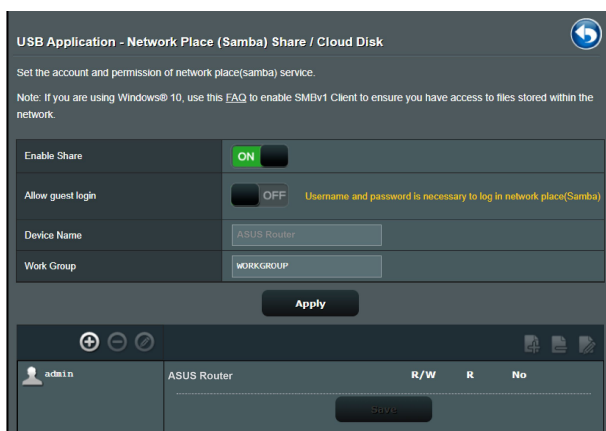 USB Application - Network Place (Samba) Share / Cloud Disk
Set the account and permission of network place(samba) service.
Note: If you are using Windows® 10, use this FAQ to enable SMBv1 Client to ensure you have access to files stored within the
network.
Enable Share ON
Allow guest login OFF Username and password is necessary to log in network place(Samba)
Device Name ASUS Router
Work Group WORKGROUP
Apply
admin ASUS Router R/W R No
Save